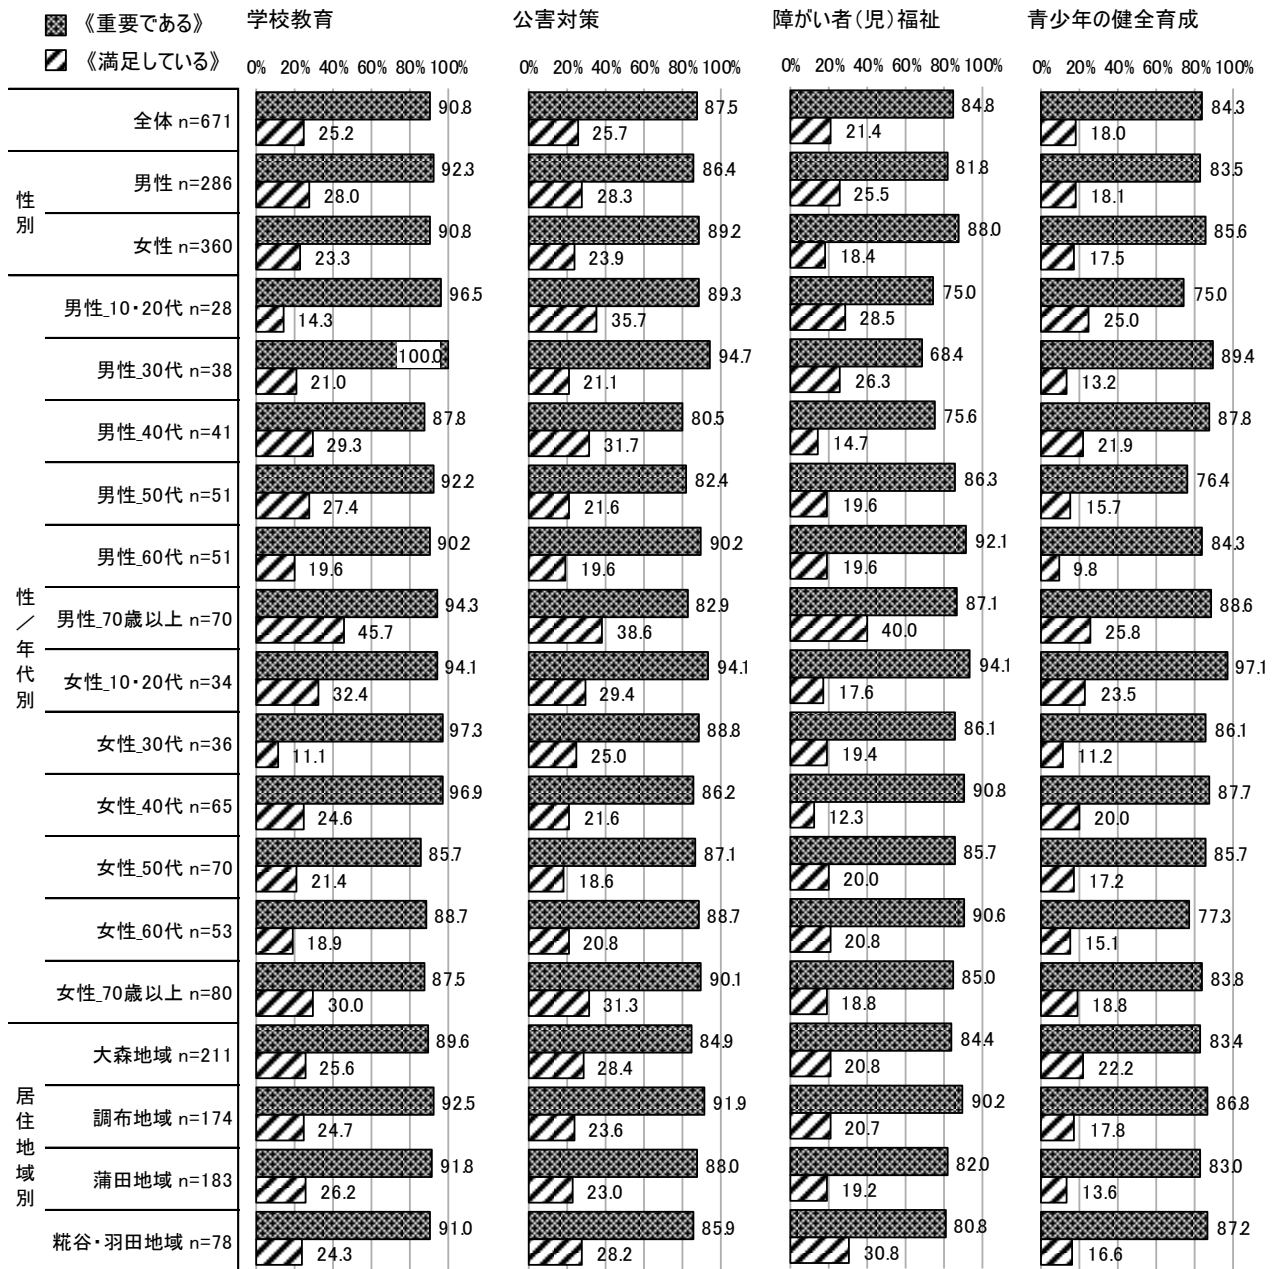 《重要である》
《満足している》
学校教育 公害対策 障がい者(児)福祉 青少年の健全育成
0% 20% 40% 60% 80% 100% 0% 20% 40% 60% 80% 100% 0% 20% 40% 60% 80% 100% 0% 20% 40% 60% 80% 100%
全体 n=671 90.8 87.5 84.8 84.3
25.2 25.7 21.4 18.0
性別
男性 n=286 92.3 86.4 81.8 83.5
28.0 28.3 25.5 18.1
女性 n=360 90.8 89.2 88.0 85.6
23.3 23.9 18.4 17.5
性/年代別
男性_10・20代 n=28 96.5 89.3 75.0 75.0
14.3 35.7 28.5 25.0
男性_30代 n=38 100.0 94.7 68.4 89.4
21.0 21.1 26.3 13.2
男性_40代 n=41 87.8 80.5 75.6 87.8
29.3 31.7 14.7 21.9
男性_50代 n=51 92.2 82.4 86.3 76.4
27.4 21.6 19.6 15.7
男性_60代 n=51 90.2 90.2 92.1 84.3
19.6 19.6 19.6 9.8
男性_70歳以上 n=70 94.3 82.9 87.1 88.6
45.7 38.6 40.0 25.8
女性_10・20代 n=34 94.1 94.1 94.1 97.1
32.4 29.4 17.6 23.5
女性_30代 n=36 97.3 88.8 86.1 86.1
11.1 25.0 19.4 11.2
女性_40代 n=65 96.9 86.2 90.8 87.7
24.6 21.6 12.3 20.0
女性_50代 n=70 85.7 87.1 85.7 85.7
21.4 18.6 20.0 17.2
女性_60代 n=53 88.7 88.7 90.6 77.3
18.9 20.8 20.8 15.1
女性_70歳以上 n=80 87.5 90.1 85.0 83.8
30.0 31.3 18.8 18.8
居住地域別
大森地域 n=211 89.6 84.9 84.4 83.4
25.6 28.4 20.8 22.2
調布地域 n=174 92.5 91.9 90.2 86.8
24.7 23.6 20.7 17.8
蒲田地域 n=183 91.8 88.0 82.0 83.0
26.2 23.0 19.2 13.6
糀谷・羽田地域 n=78 91.0 85.9 80.8 87.2
24.3 28.2 30.8 16.6